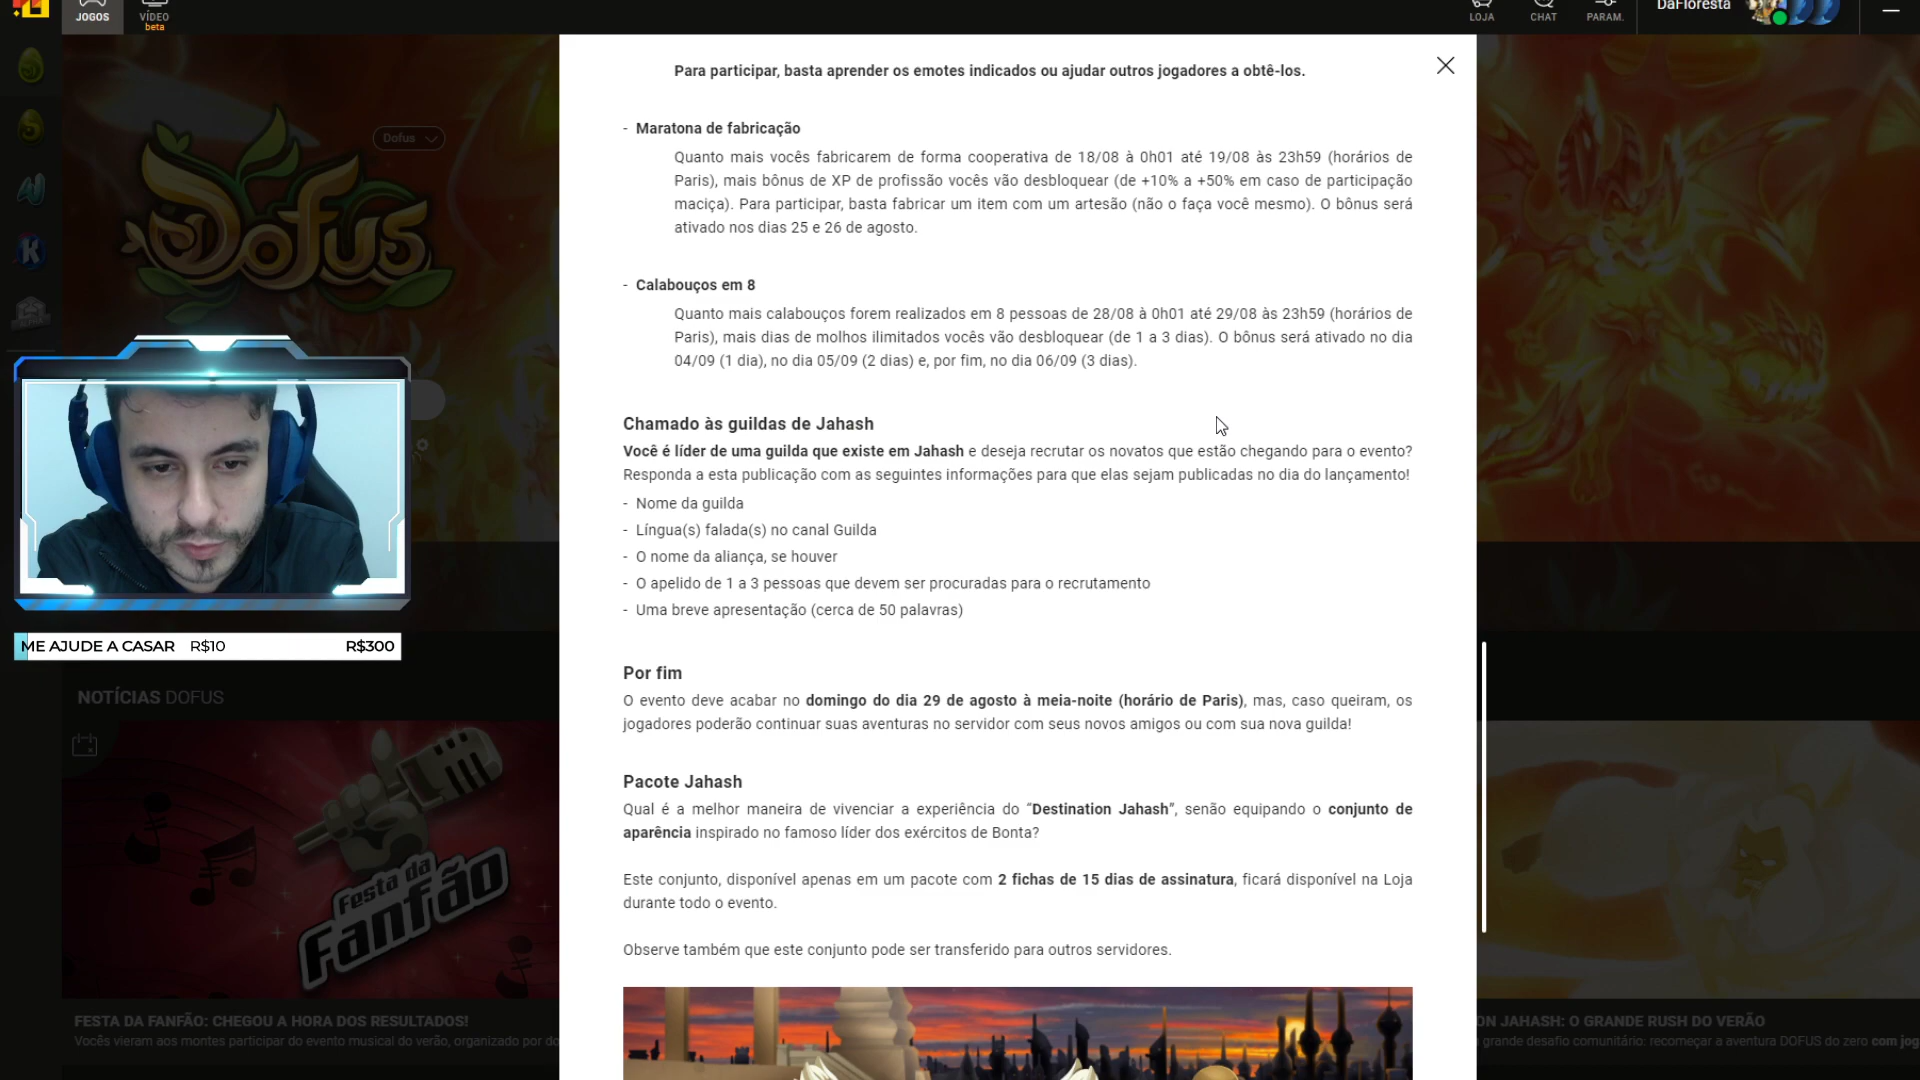 JOGOS
VÍDEO
beta
LOJA
CHAT
PARAM.
DaFloresta
Dofus
DOFUS
Para participar, basta aprender os emotes indicados ou ajudar outros jogadores a obtê-los.
- Maratona de fabricação
Quanto mais vocês fabricarem de forma cooperativa de 18/08 à 0h01 até 19/08 às 23h59 (horários de
Paris), mais bônus de XP de profissão vocês vão desbloquear (de +10% a +50% em caso de participação
maciça). Para participar, basta fabricar um item com um artesão (não o faça você mesmo). O bônus será
ativado nos dias 25 e 26 de agosto.
- Calabouços em 8
Quanto mais calabouços forem realizados em 8 pessoas de 28/08 à 0h01 até 29/08 às 23h59 (horários de
Paris), mais dias de molhos ilimitados vocês vão desbloquear (de 1 a 3 dias). O bônus será ativado no dia
04/09 (1 dia), no dia 05/09 (2 dias) e, por fim, no dia 06/09 (3 dias).
Chamado às guildas de Jahash
Você é líder de uma guilda que existe em Jahash e deseja recrutar os novatos que estão chegando para o evento?
Responda a esta publicação com as seguintes informações para que elas sejam publicadas no dia do lançamento!
- Nome da guilda
- Língua(s) falada(s) no canal Guilda
- O nome da aliança, se houver
- O apelido de 1 a 3 pessoas que devem ser procuradas para o recrutamento
- Uma breve apresentação (cerca de 50 palavras)
Por fim
O evento deve acabar no domingo do dia 29 de agosto à meia-noite (horário de Paris), mas, caso queiram, os
jogadores poderão continuar suas aventuras no servidor com seus novos amigos ou com sua nova guilda!
Pacote Jahash
Qual é a melhor maneira de vivenciar a experiência do “Destination Jahash”, senão equipando o conjunto de
aparência inspirado no famoso líder dos exércitos de Bonta?
Este conjunto, disponível apenas em um pacote com 2 fichas de 15 dias de assinatura, ficará disponível na Loja
durante todo o evento.
Observe também que este conjunto pode ser transferido para outros servidores.
ME AJUDE A CASAR R$10 R$300
NOTÍCIAS DOFUS
Festa da
Fanfão
FESTA DA FANFÃO: CHEGOU A HORA DOS RESULTADOS!
Vocês vieram aos montes participar do evento musical do verão, organizado por do
ON JAHASH: O GRANDE RUSH DO VERÃO
grande desafio comunitário: recomeçar a aventura DOFUS do zero com jog